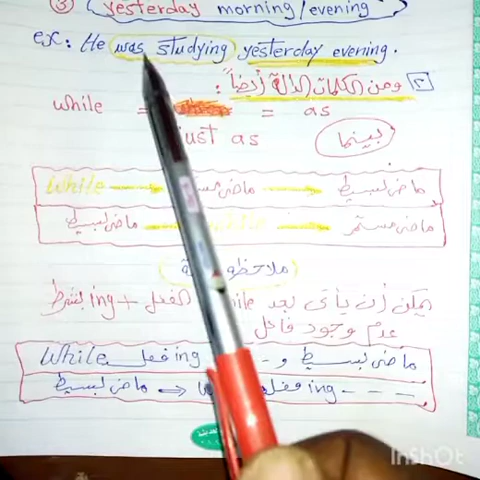 ③ yesterday morning/evening
ex: He was studying yesterday evening.
٢ ومن الكلمات الدالة أيضاً:
while = = as
just as بينما
While ماضي بسيط
ماضي بسيط ماضي مستمر
ملاحظة
يمكن أن يأتي بعد while الفعل + ing بشرط
عدم وجود فاعل
While فعل ing و ماضي بسيط
ماضي بسيط ⇒ فعل ing - - -
InShOt